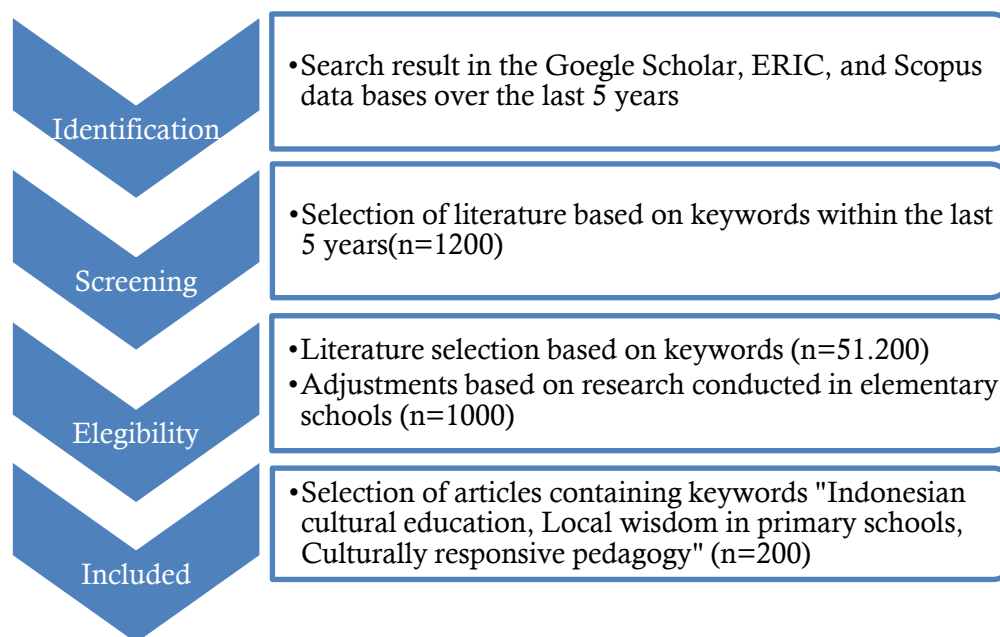 Identification
•Search result in the Goegle Scholar, ERIC, and Scopus
data bases over the last 5 years
Screening
•Selection of literature based on keywords within the last
5 years(n=1200)
Elegibility
•Literature selection based on keywords (n=51.200)
•Adjustments based on research conducted in elementary
schools (n=1000)
Included
•Selection of articles containing keywords "Indonesian
cultural education, Local wisdom in primary schools,
Culturally responsive pedagogy" (n=200)